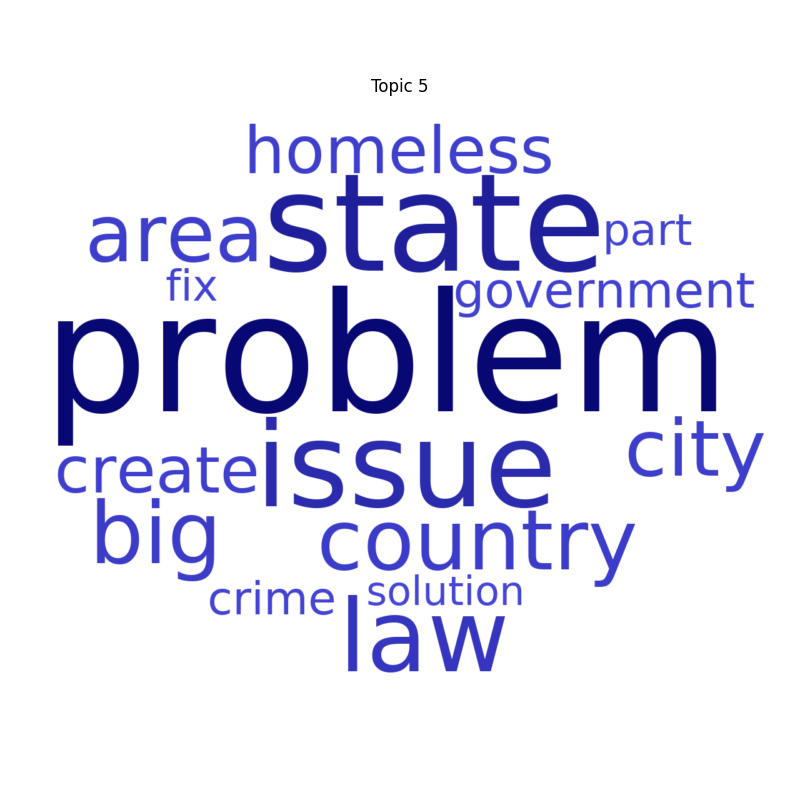 Topic 5
homeless
state
area
part
fix
government
problem
issue
city
create
big
country
crime
solution
law